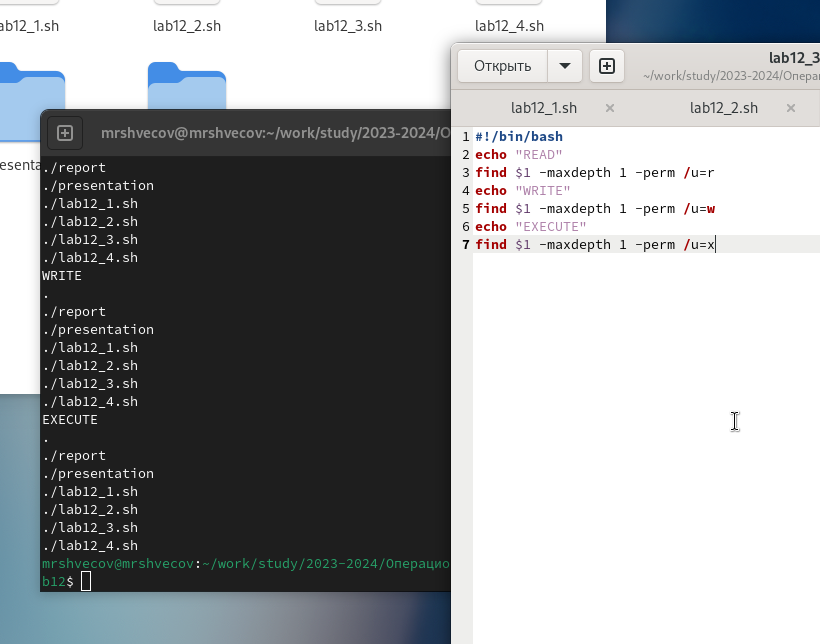 lab12_1.sh
lab12_2.sh
lab12_3.sh
lab12_4.sh
mrshvecov@mrshvecov:~/work/study/2023-2024/О
./report
./presentation
./lab12_1.sh
./lab12_2.sh
./lab12_3.sh
./lab12_4.sh
WRITE
.
./report
./presentation
./lab12_1.sh
./lab12_2.sh
./lab12_3.sh
./lab12_4.sh
EXECUTE
.
./report
./presentation
./lab12_1.sh
./lab12_2.sh
./lab12_3.sh
./lab12_4.sh
mrshvecov@mrshvecov:~/work/study/2023-2024/Операцио
b12$
Открыть
lab12_3
~/work/study/2023-2024/Операц
lab12_1.sh × lab12_2.sh ×
1 #!/bin/bash
2 echo "READ"
3 find $1 -maxdepth 1 -perm /u=r
4 echo "WRITE"
5 find $1 -maxdepth 1 -perm /u=w
6 echo "EXECUTE"
7 find $1 -maxdepth 1 -perm /u=x